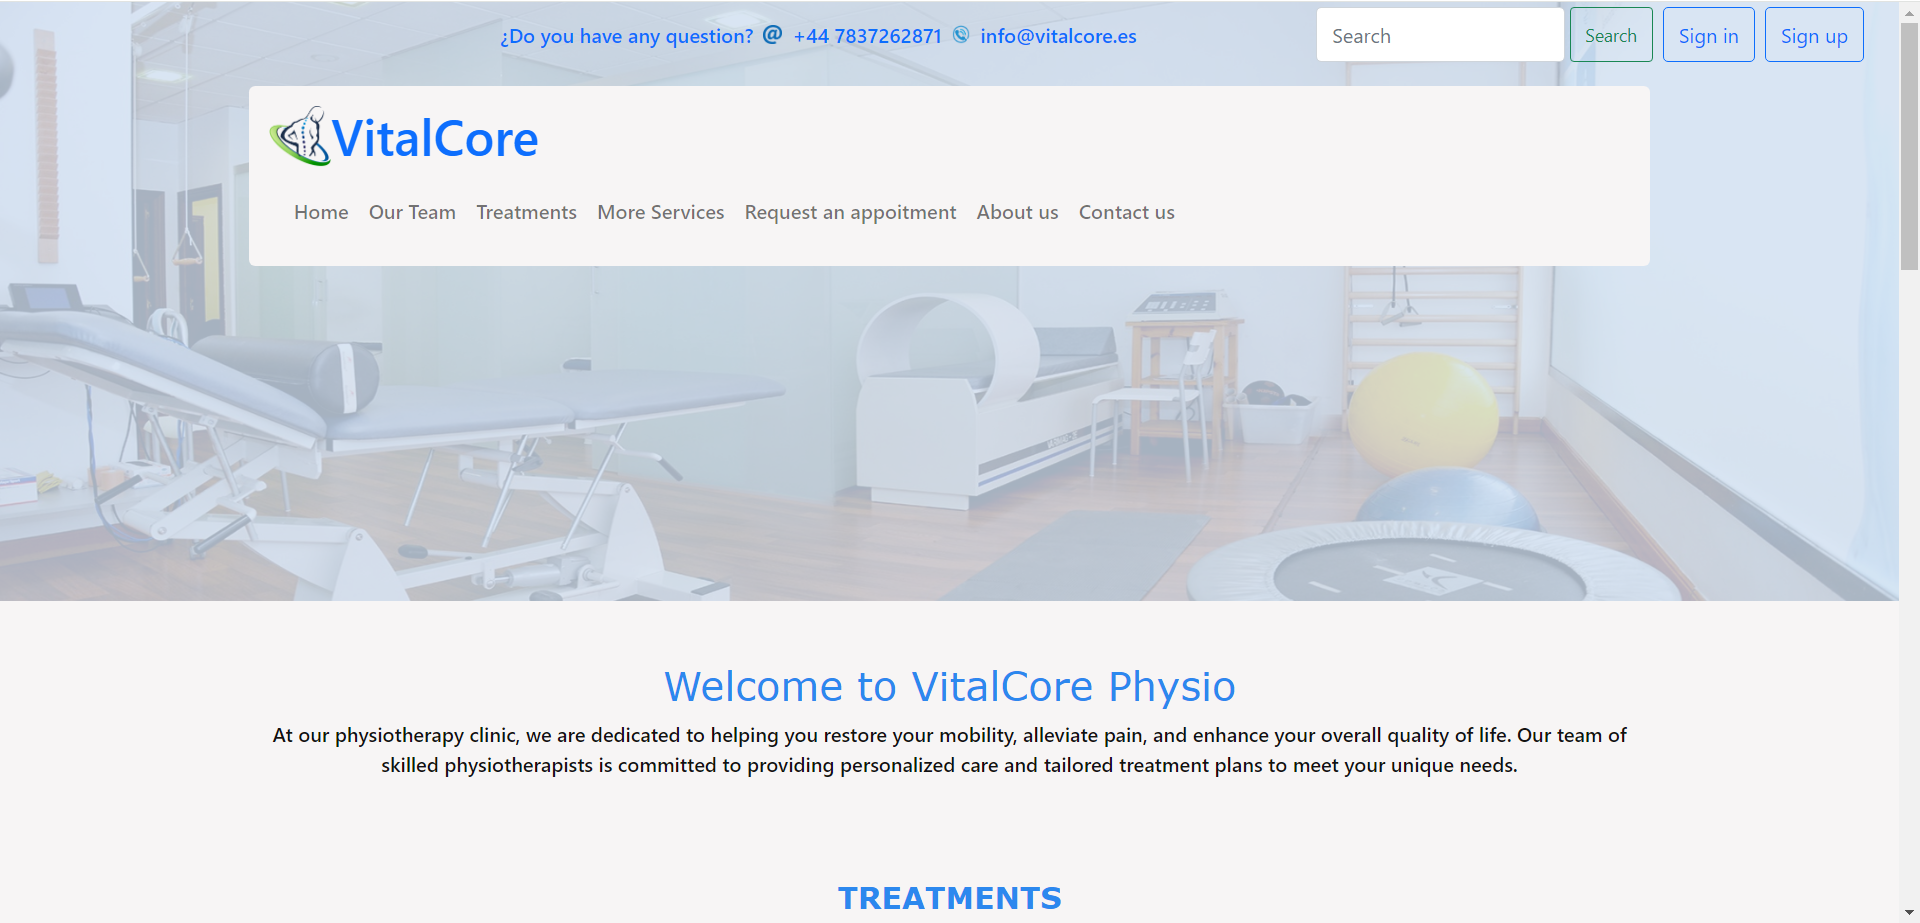 ¿Do you have any question? @ +44 7837262871 info@vitalcore.es
Search
Search
Sign in
Sign up
VitalCore
Home Our Team Treatments More Services Request an appoitment About us Contact us
Welcome to VitalCore Physio
At our physiotherapy clinic, we are dedicated to helping you restore your mobility, alleviate pain, and enhance your overall quality of life. Our team of
skilled physiotherapists is committed to providing personalized care and tailored treatment plans to meet your unique needs.
TREATMENTS